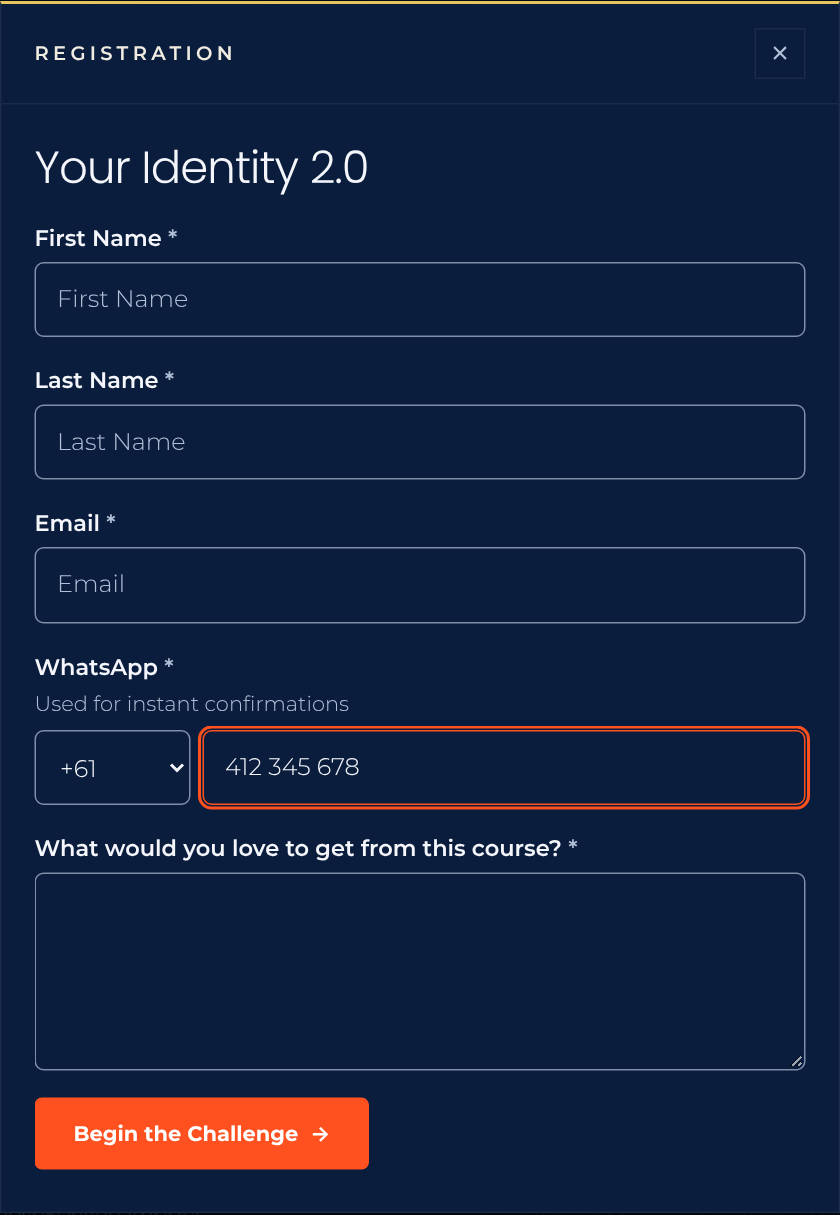 REGISTRATION
×
Your Identity 2.0
First Name *
First Name
Last Name *
Last Name
Email *
Email
WhatsApp *
Used for instant confirmations
+61 412 345 678
What would you love to get from this course? *
Begin the Challenge →